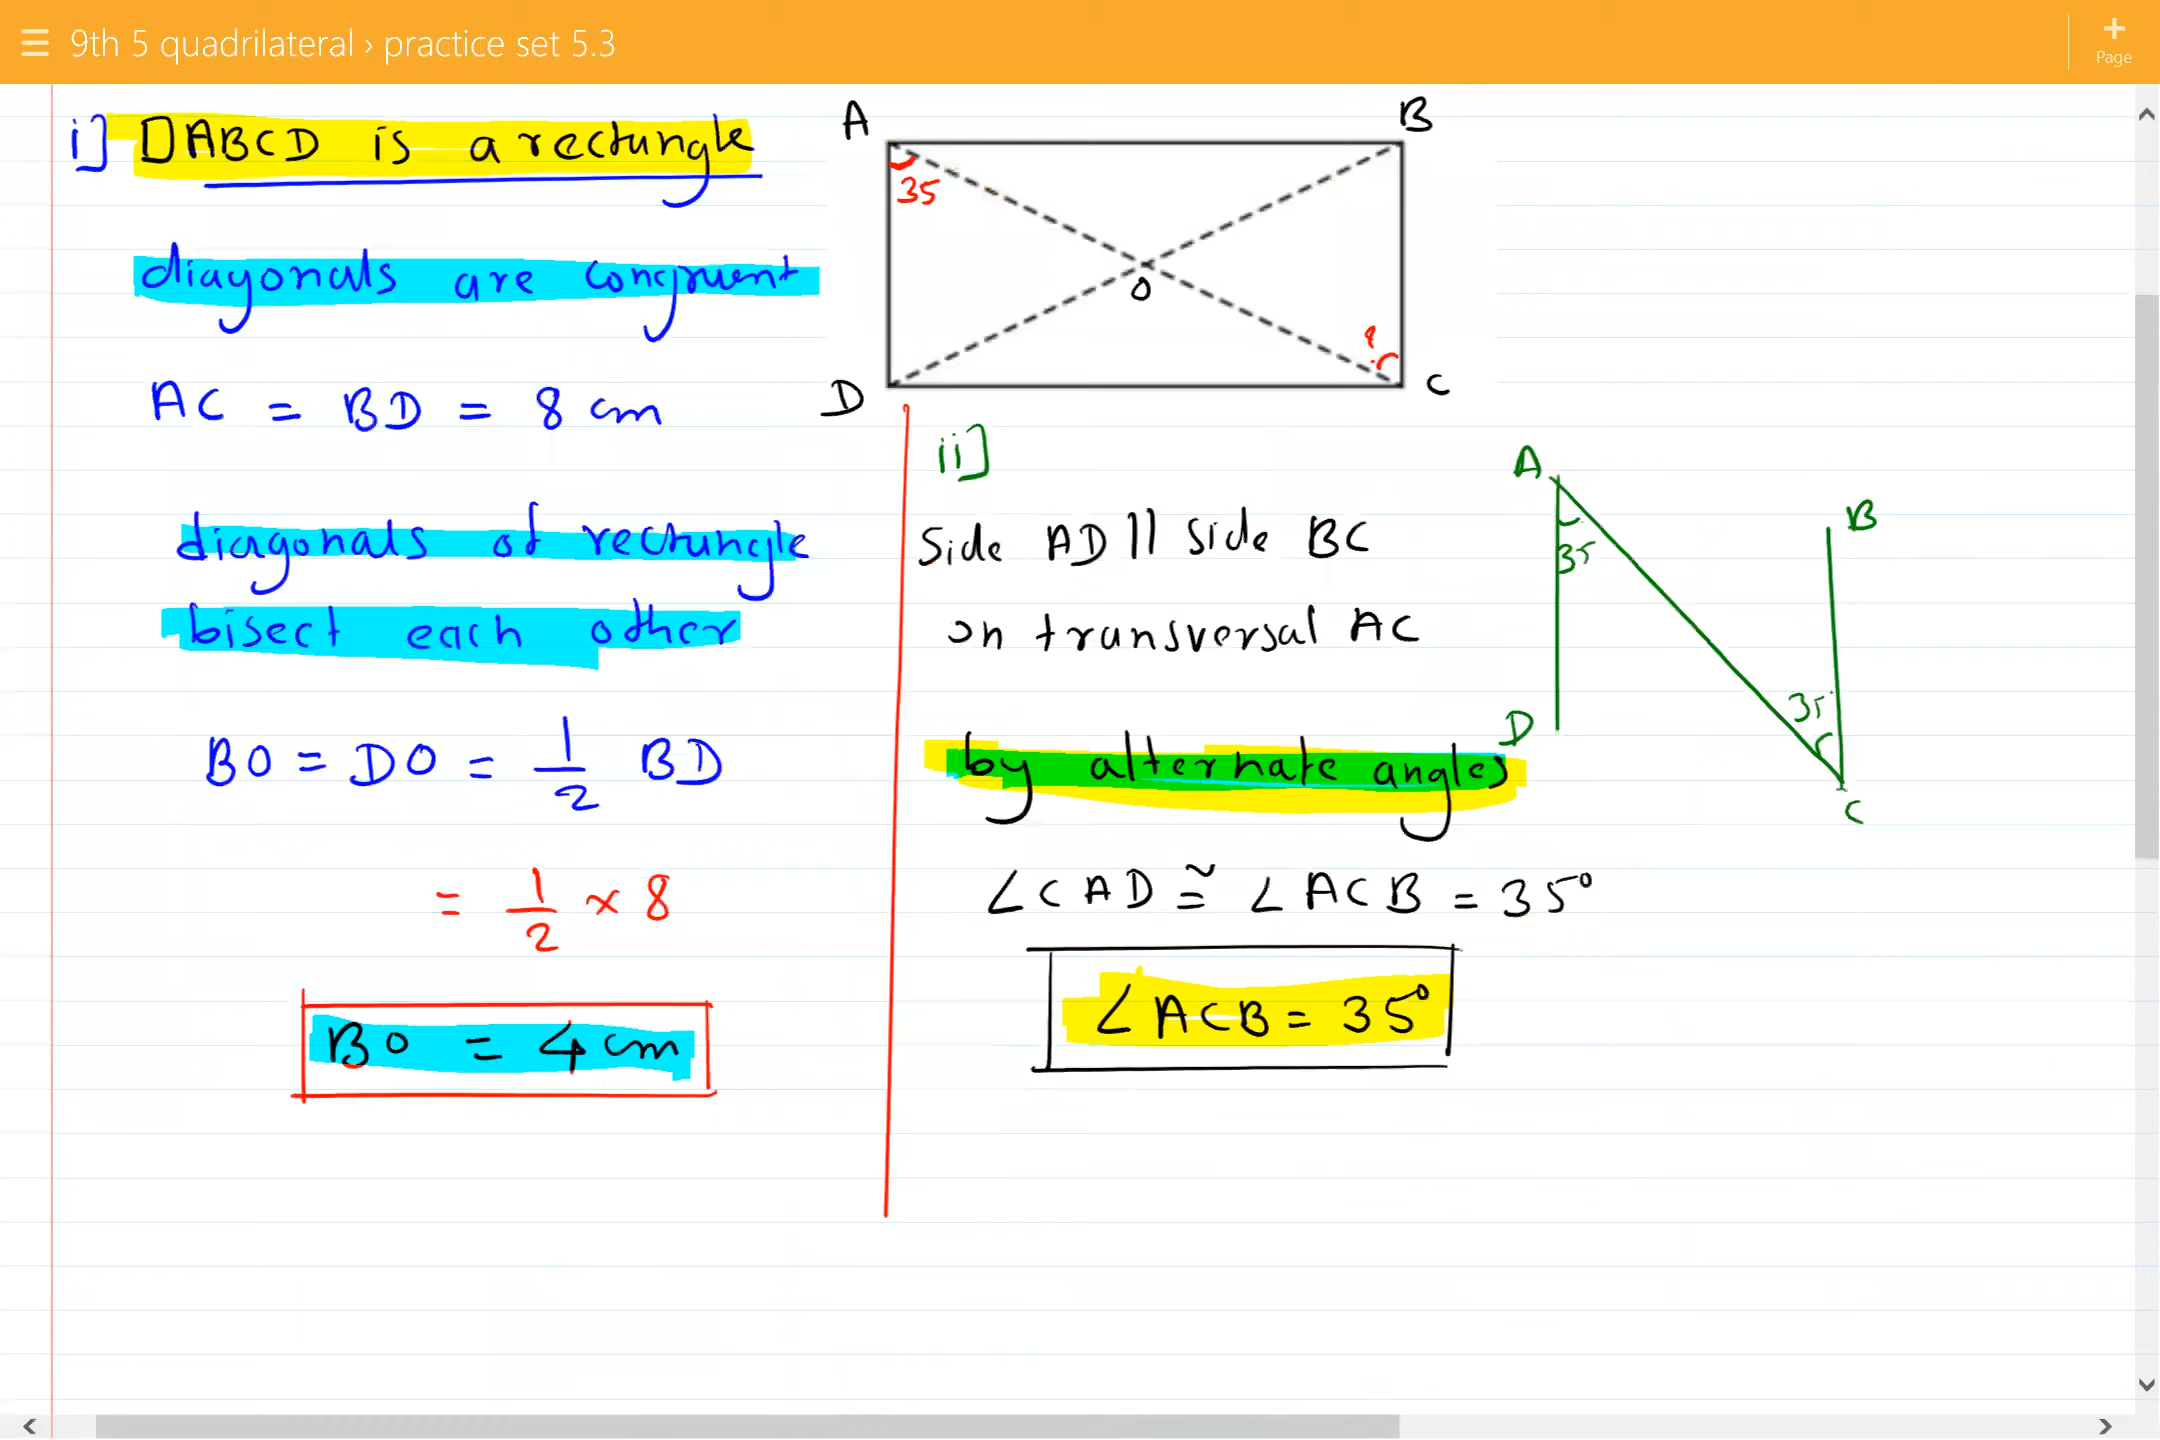 9th 5 quadrilateral › practice set 5.3
+
Page
i] □ABCD is a rectangle
diagonals are congruent
AC = BD = 8 cm
diagonals of rectangle
bisect each other
BO = DO = 1/2 BD
= 1/2 × 8
BO = 4 cm
A
B
35
O
?
D
C
ii]
Side AD || side BC
on transversal AC
by alternate angles
∠CAD ≅ ∠ACB = 35°
∠ACB = 35°
A
B
35
35
D
C